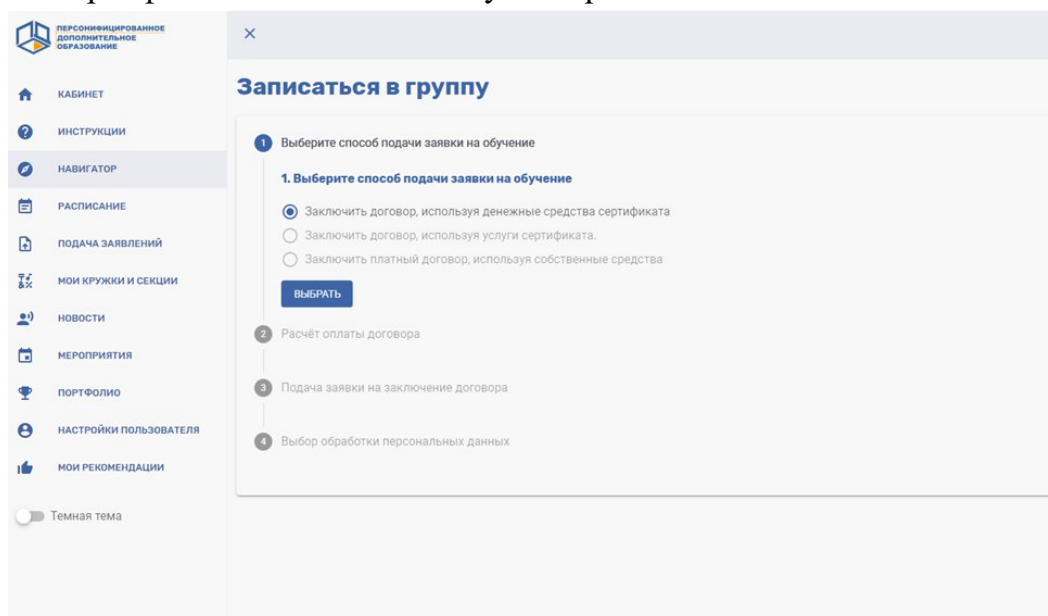 ПЕРСОНИФИЦИРОВАННОЕ
ДОПОЛНИТЕЛЬНОЕ
ОБРАЗОВАНИЕ
КАБИНЕТ
ИНСТРУКЦИИ
НАВИГАТОР
РАСПИСАНИЕ
ПОДАЧА ЗАЯВЛЕНИЙ
МОИ КРУЖКИ И СЕКЦИИ
НОВОСТИ
МЕРОПРИЯТИЯ
ПОРТФОЛИО
НАСТРОЙКИ ПОЛЬЗОВАТЕЛЯ
МОИ РЕКОМЕНДАЦИИ
Темная тема
Записаться в группу
1 Выберите способ подачи заявки на обучение
1. Выберите способ подачи заявки на обучение
Заключить договор, используя денежные средства сертификата
Заключить договор, используя услуги сертификата.
Заключить платный договор, используя собственные средства
ВЫБРАТЬ
2 Расчёт оплаты договора
3 Подача заявки на заключение договора
4 Выбор обработки персональных данных